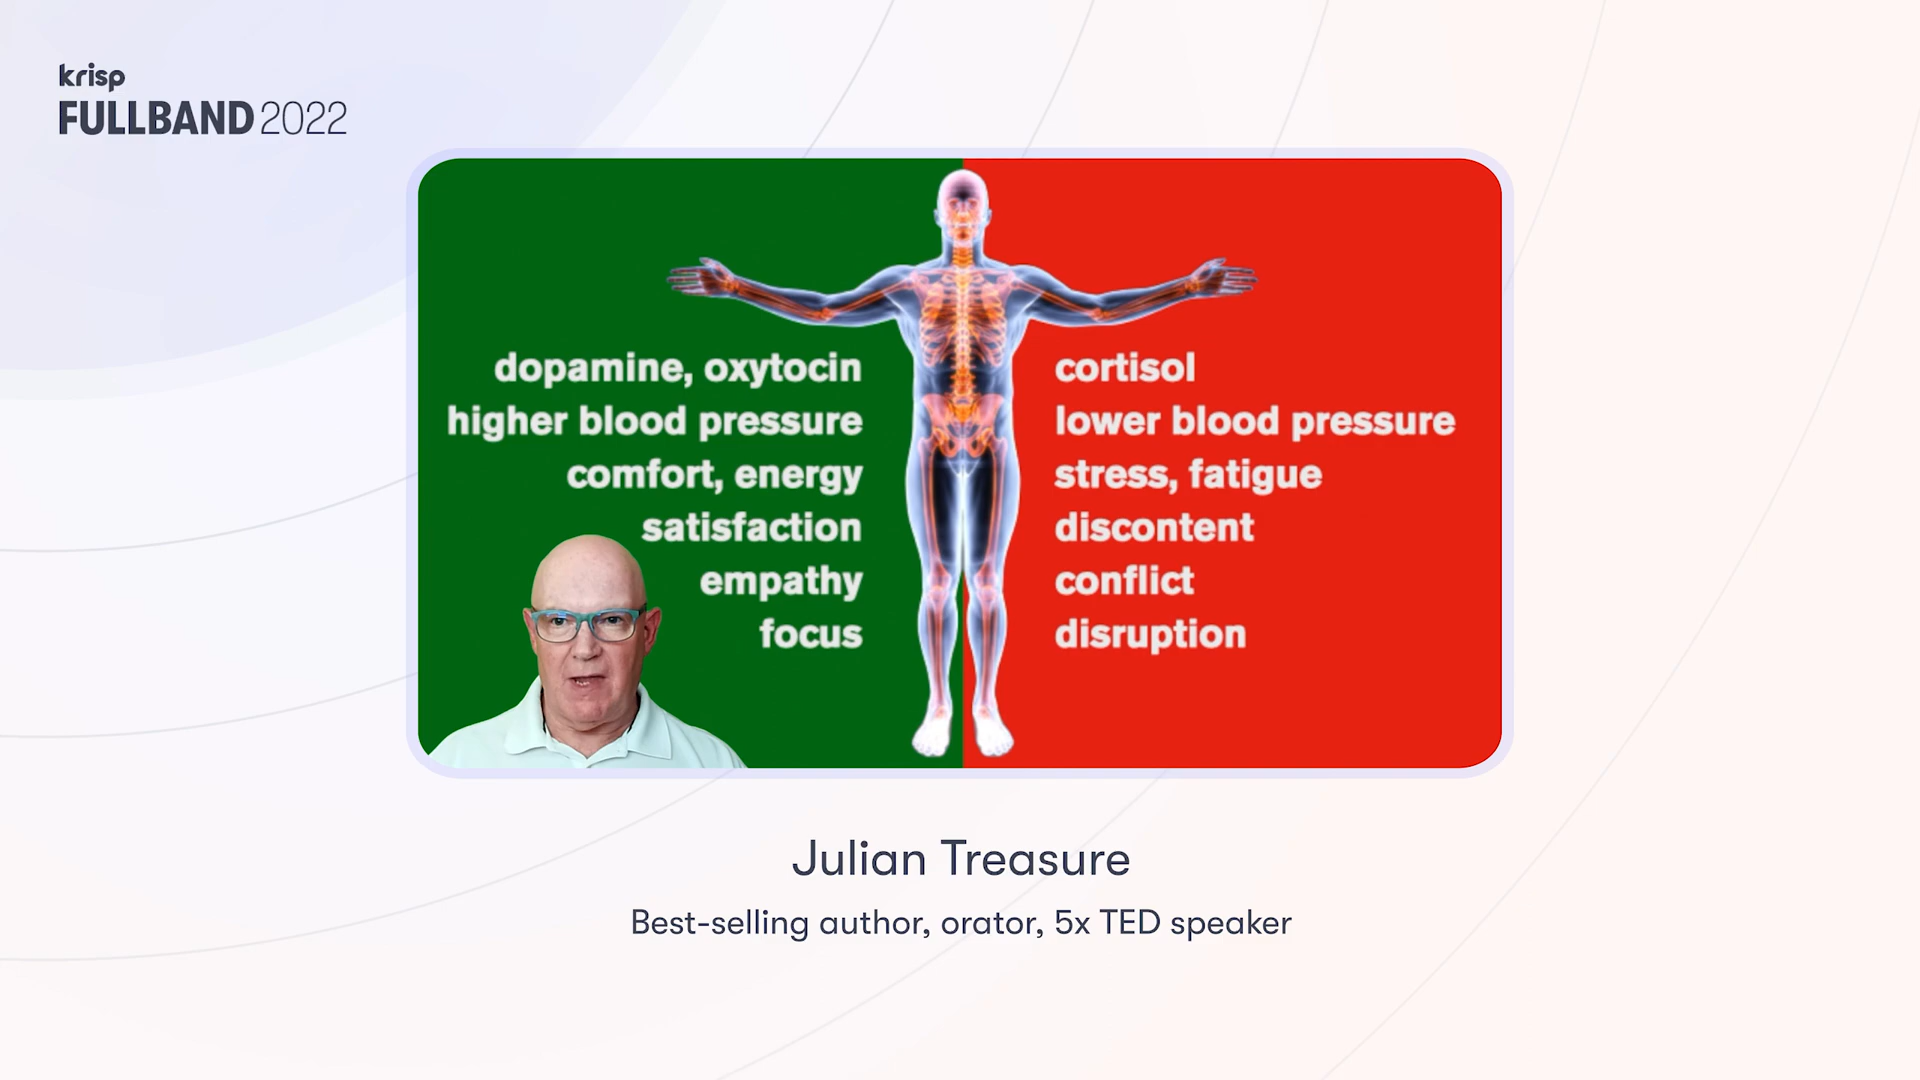 krisp
FULLBAND 2022
dopamine, oxytocin
higher blood pressure
comfort, energy
satisfaction
empathy
focus
cortisol
lower blood pressure
stress, fatigue
discontent
conflict
disruption
Julian Treasure
Best-selling author, orator, 5x TED speaker